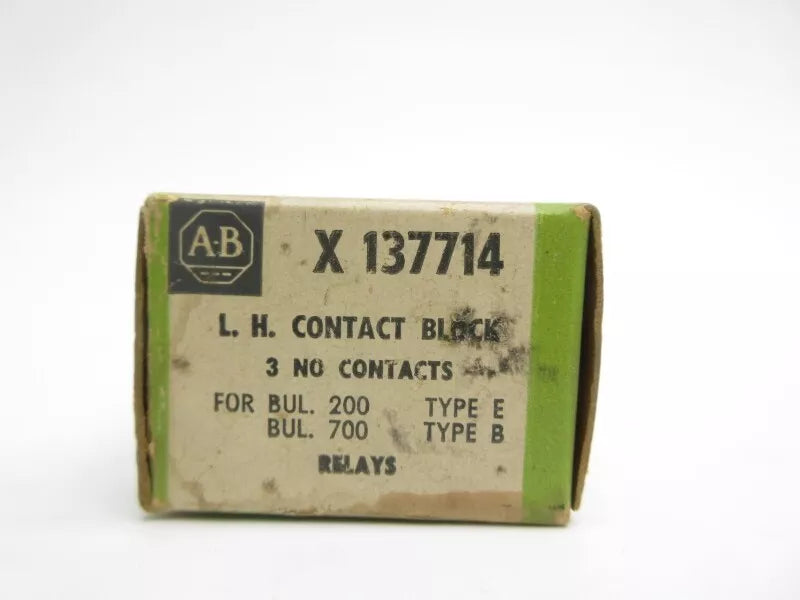 A-B
X 137714
L. H. CONTACT BLOCK
3 NO CONTACTS
FOR BUL. 200 TYPE E
BUL. 700 TYPE B
RELAYS